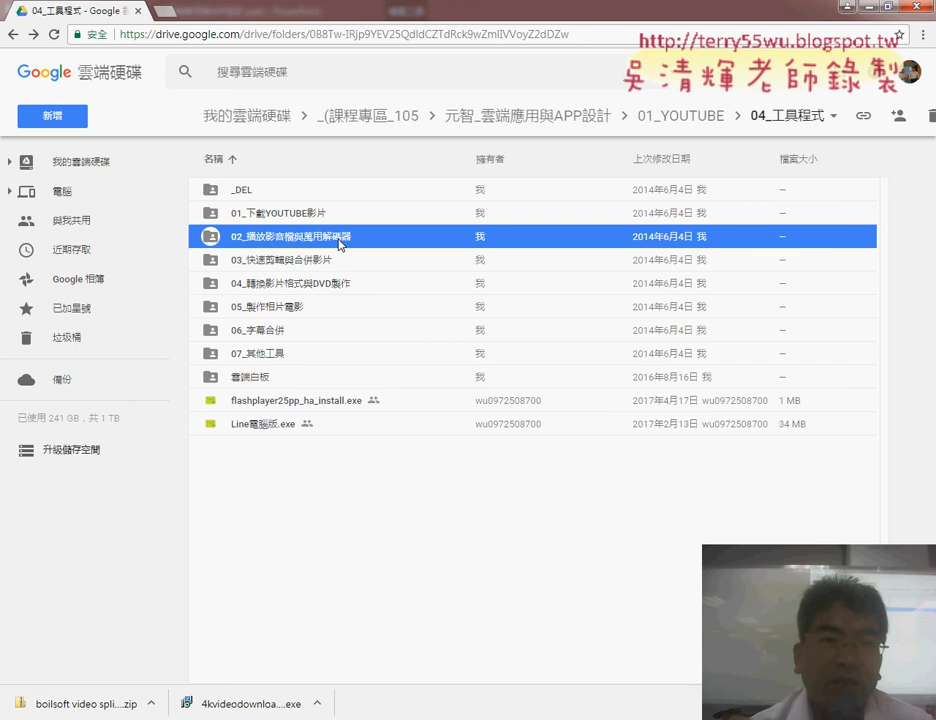 04_工具程式 - Google
安全
https://drive.google.com/drive/folders/0B8Tw-IRjp9YEV25QdldCZTdRck9wZmlIVVoyZ2dDZw
http://terry55wu.blogspot.tw
吳清輝老師錄製
Google 雲端硬碟
搜尋雲端硬碟
新增
我的雲端硬碟 > _(課程專區_105 > 元智_雲端應用與APP設計 > 01_YOUTUBE > 04_工具程式
名稱 擁有者 上次修改日期 檔案大小
我的雲端硬碟
電腦
與我共用
近期存取
Google 相簿
已加星號
垃圾桶
備份
已使用 241 GB，共 1 TB
升級儲存空間
_DEL 我 2014年6月4日 我 —
01_下載YOUTUBE影片 我 2014年6月4日 我 —
02_播放影音檔與萬用解碼器 我 2014年6月4日 我 —
03_快速剪輯與合併影片 我 2014年6月4日 我 —
04_轉換影片格式與DVD製作 我 2014年6月4日 我 —
05_製作相片電影 我 2014年6月4日 我 —
06_字幕合併 我 2014年6月4日 我 —
07_其他工具 我 2014年6月4日 我 —
雲端白板 我 2016年8月16日 我 —
flashplayer25pp_ha_install.exe wu0972508700 2017年4月17日 wu0972508700 1 MB
Line電腦版.exe wu0972508700 2017年2月13日 wu0972508700 34 MB
boilsoft video spli....zip
4kvideodownloa....exe